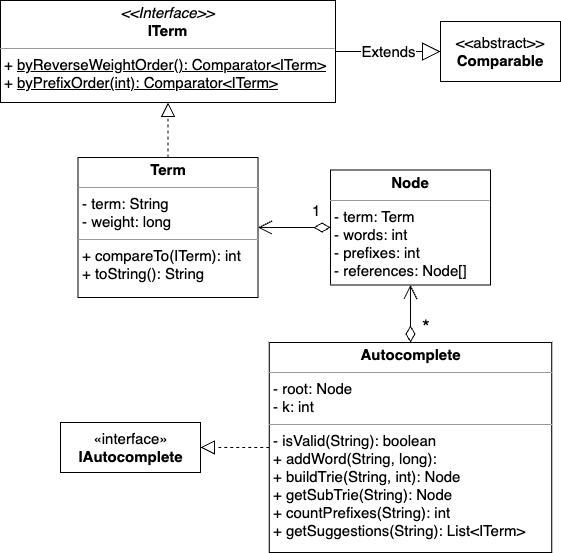 <<Interface>>
ITerm
+ byReverseWeightOrder(): Comparator<ITerm>
+ byPrefixOrder(int): Comparator<ITerm>
Extends
<<abstract>>
Comparable
Term
- term: String
- weight: long
+ compareTo(ITerm): int
+ toString(): String
1
Node
- term: Term
- words: int
- prefixes: int
- references: Node[]
*
Autocomplete
- root: Node
- k: int
- isValid(String): boolean
+ addWord(String, long):
+ buildTrie(String, int): Node
+ getSubTrie(String): Node
+ countPrefixes(String): int
+ getSuggestions(String): List<ITerm>
«interface»
IAutocomplete